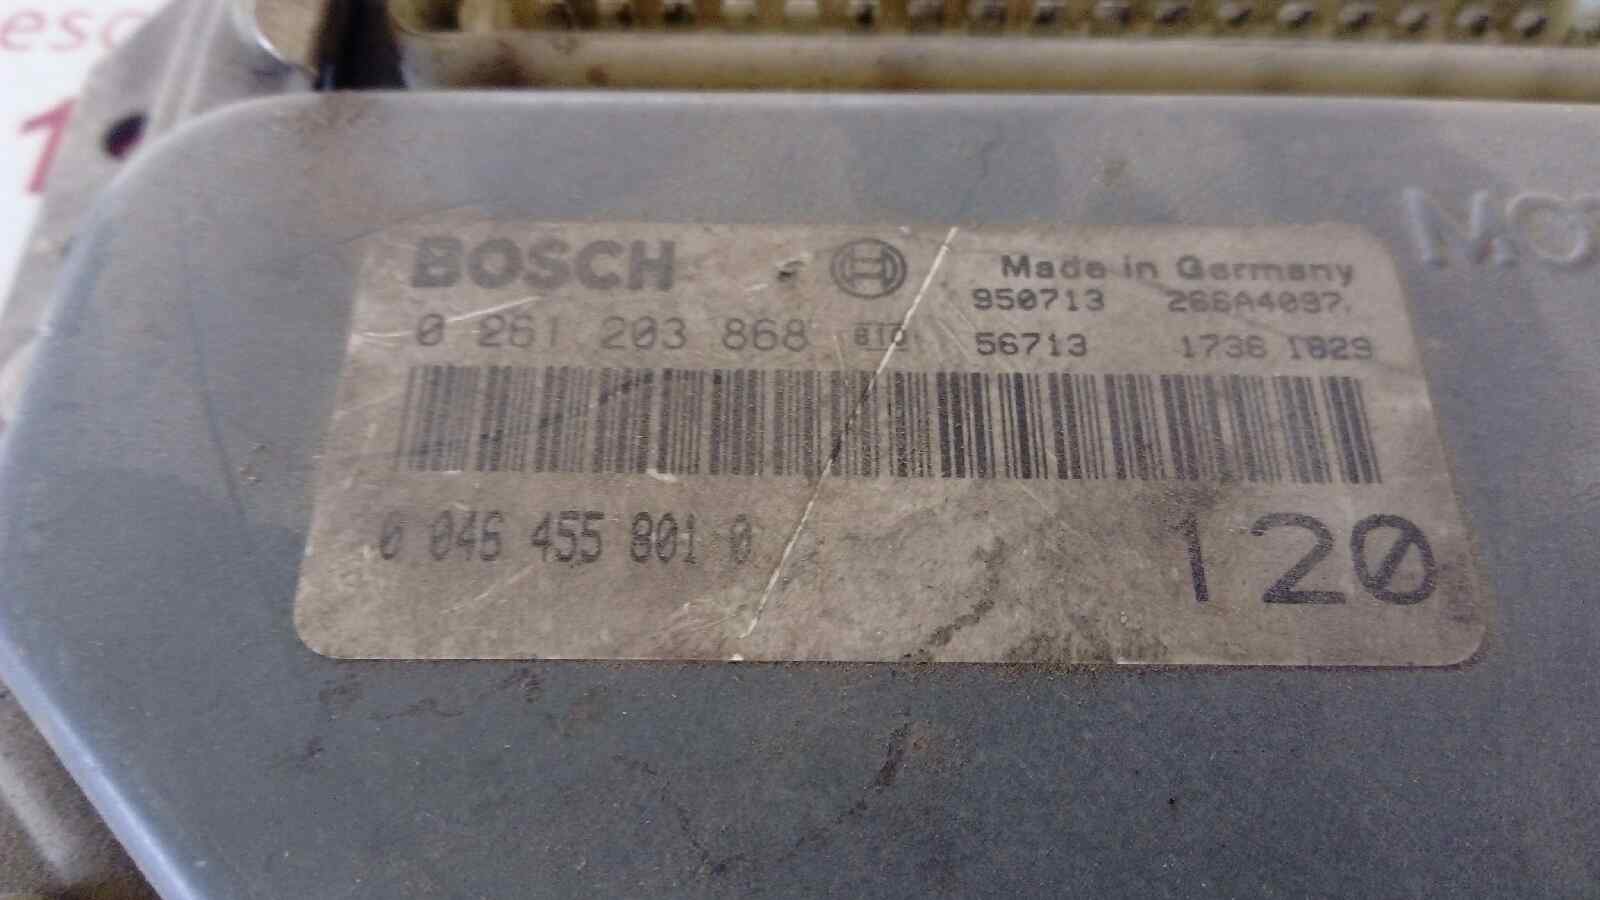 BOSCH
Made in Germany
950713 266A4097
0 261 203 868
56713 1736 1829
0 046 455 801 0
120